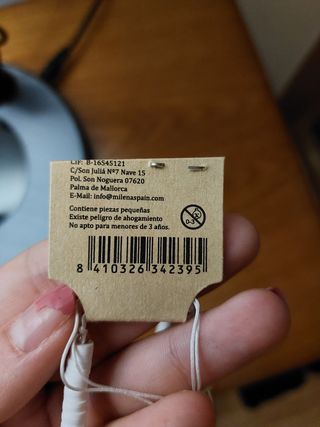 CIF: B-16545121
C/Son Juliá Nº7 Nave 15
Pol. Son Noguera 07620
Palma de Mallorca
E-Mail: info@milenaspain.com
Contiene piezas pequeñas
Existe peligro de ahogamiento
No apto para menores de 3 años.
0-3
8 410326 342395